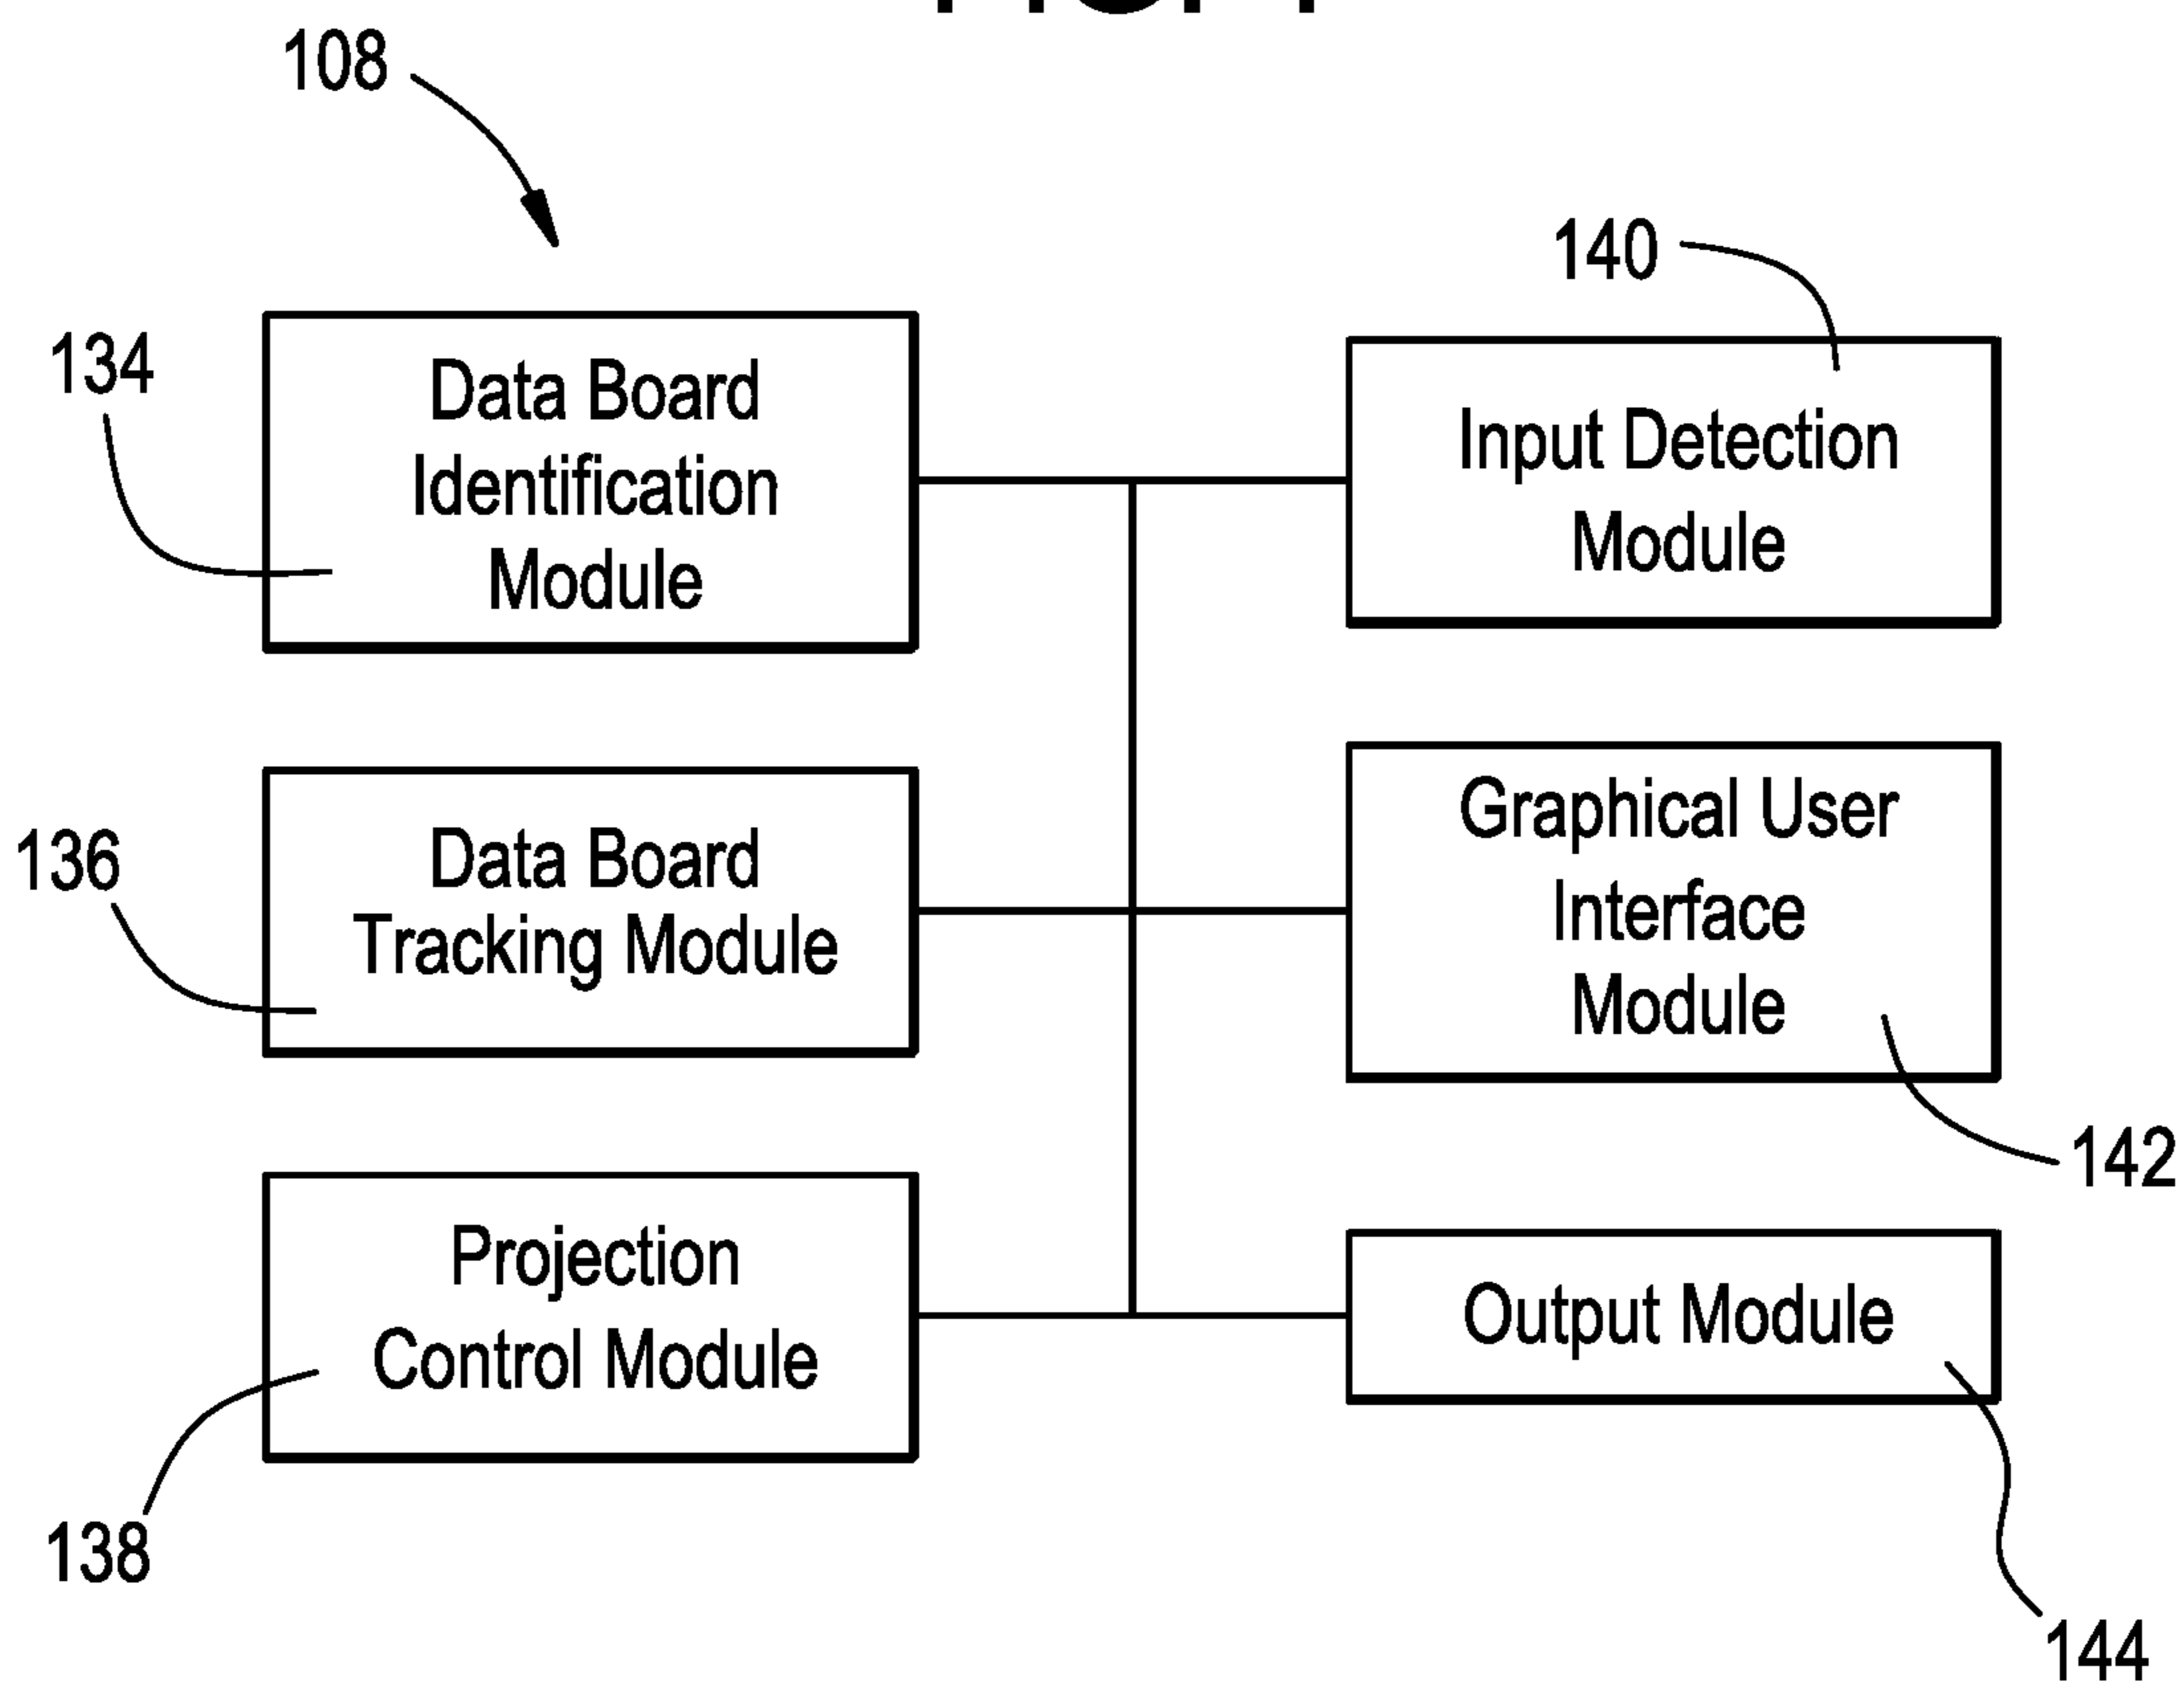 108
134
Data Board
Identification
Module
140
Input Detection
Module
136
Data Board
Tracking Module
Graphical User
Interface
Module
142
138
Projection
Control Module
Output Module
144